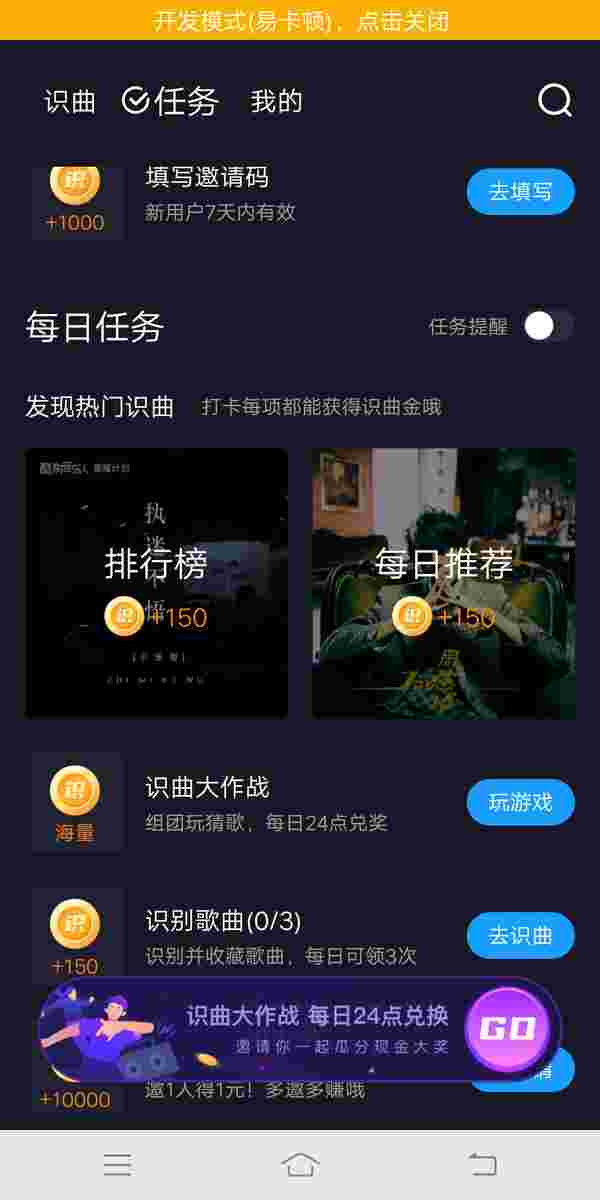 开发模式(易卡顿)，点击关闭
识曲 任务 我的
识 填写邀请码 去填写
+1000 新用户7天内有效
每日任务 任务提醒
发现热门识曲 打卡每项都能获得识曲金哦
执迷不悟
排行榜 每日推荐
识 +150 识 +150
识曲大作战
识 玩游戏
海量 组团玩猜歌，每日24点兑奖
识别歌曲(0/3)
识 去识曲
+150 识别并收藏歌曲，每日可领3次
识曲大作战 每日24点兑换
GO
邀请你一起瓜分现金大奖
+10000 邀1人得1元！多邀多赚哦